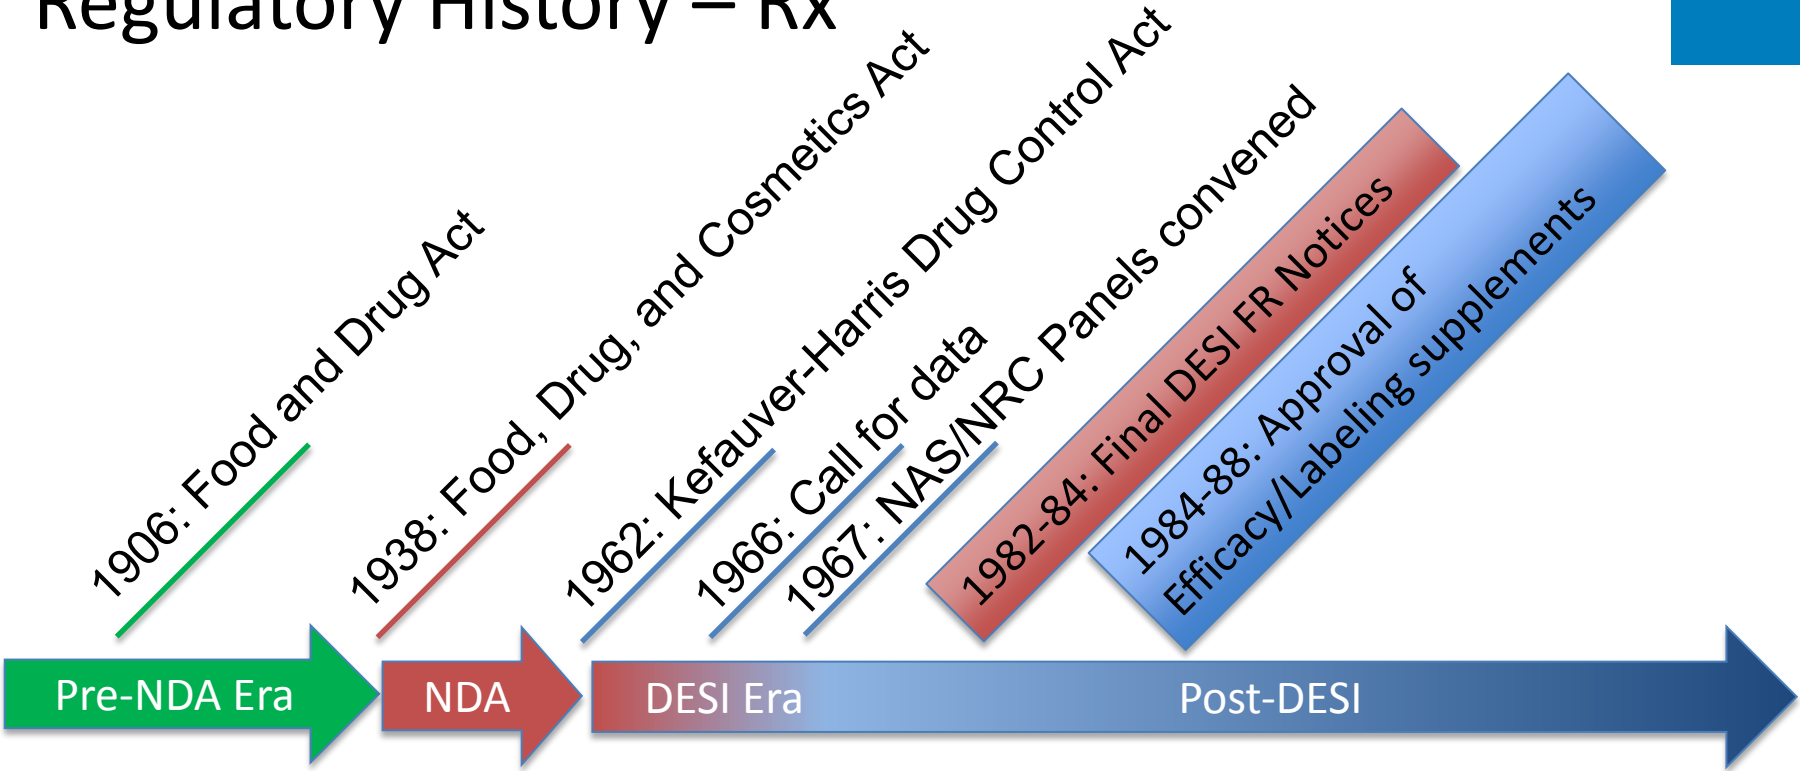 Regulatory History – Rx
1906: Food and Drug Act
1938: Food, Drug, and Cosmetics Act
1962: Kefauver-Harris Drug Control Act
1966: Call for data
1967: NAS/NRC Panels convened
1982-84: Final DESI FR Notices
1984-88: Approval of
Efficacy/Labeling supplements
Pre-NDA Era
NDA
DESI Era
Post-DESI